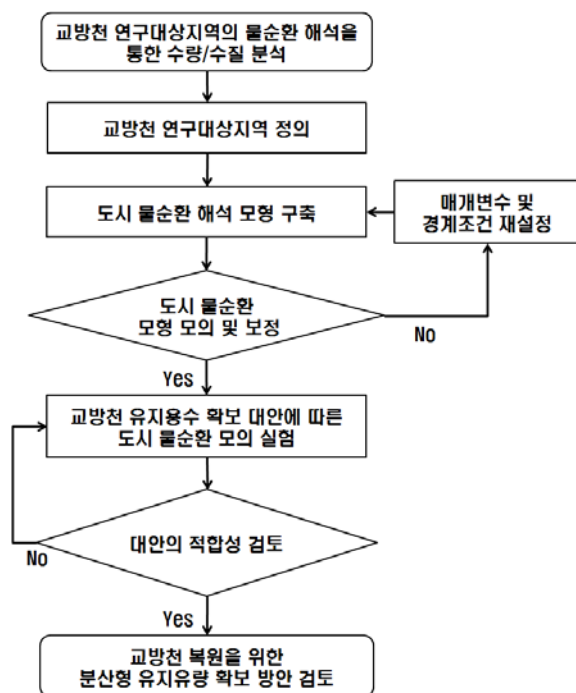 교방천 연구대상지역의 물순환 해석을
통한 수량/수질 분석
교방천 연구대상지역 정의
도시 물순환 해석 모형 구축
매개변수 및
경계조건 재설정
도시 물순환
모형 모의 및 보정
No
Yes
교방천 유지용수 확보 대안에 따른
도시 물순환 모의 실험
대안의 적합성 검토
No
Yes
교방천 복원을 위한
분산형 유지유량 확보 방안 검토